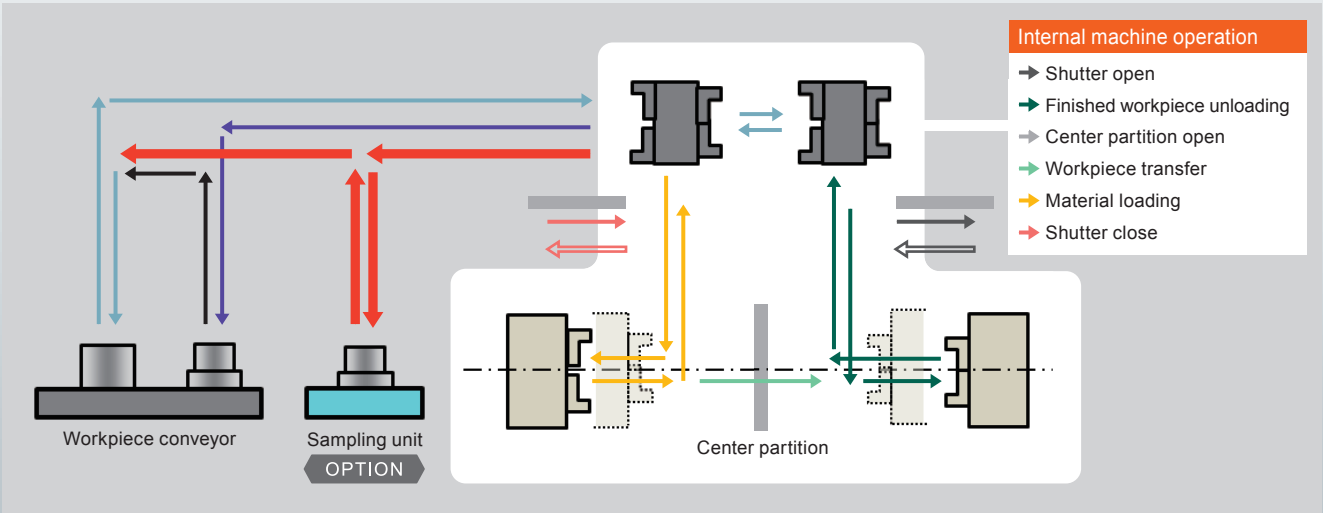 Internal machine operation
Shutter open
Finished workpiece unloading
Center partition open
Workpiece transfer
Material loading
Shutter close
Workpiece conveyor
Sampling unit
OPTION
Center partition